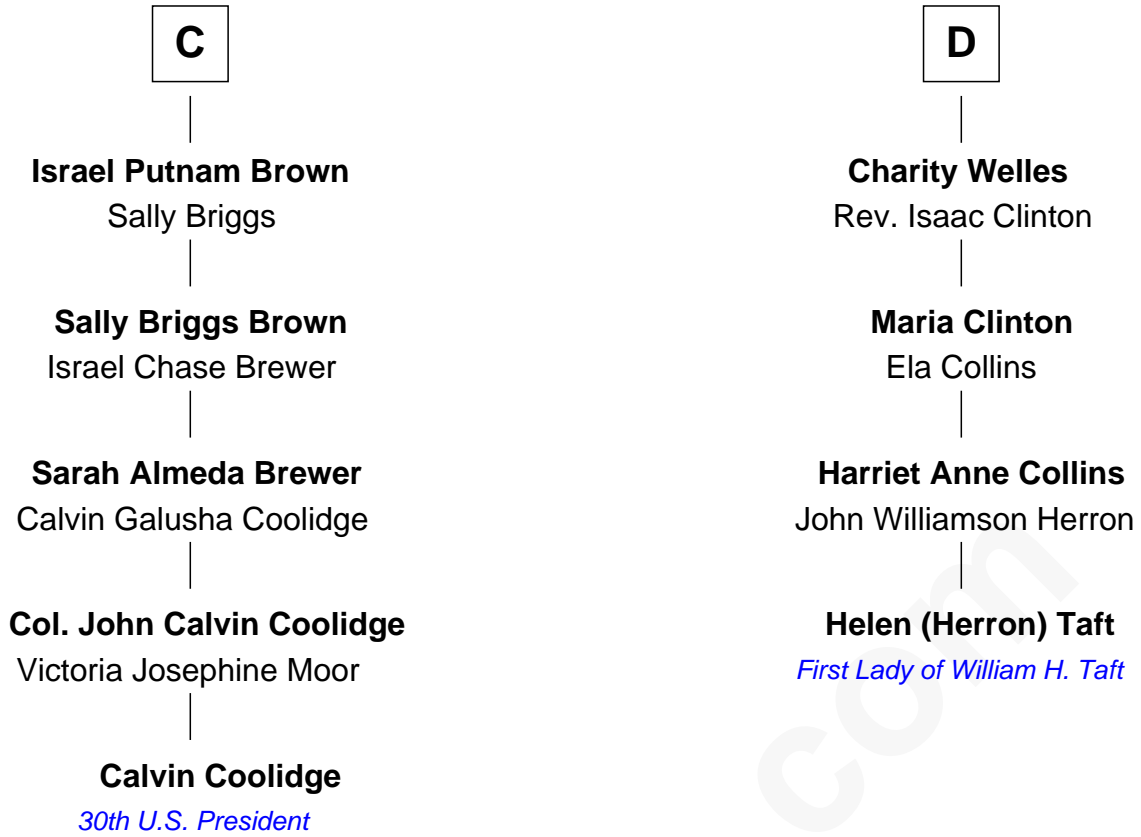 C
Israel Putnam Brown
Sally Briggs
Sally Briggs Brown
Israel Chase Brewer
Sarah Almeda Brewer
Calvin Galusha Coolidge
Col. John Calvin Coolidge
Victoria Josephine Moor
Calvin Coolidge
30th U.S. President
D
Charity Welles
Rev. Isaac Clinton
Maria Clinton
Ela Collins
Harriet Anne Collins
John Williamson Herron
Helen (Herron) Taft
First Lady of William H. Taft
com